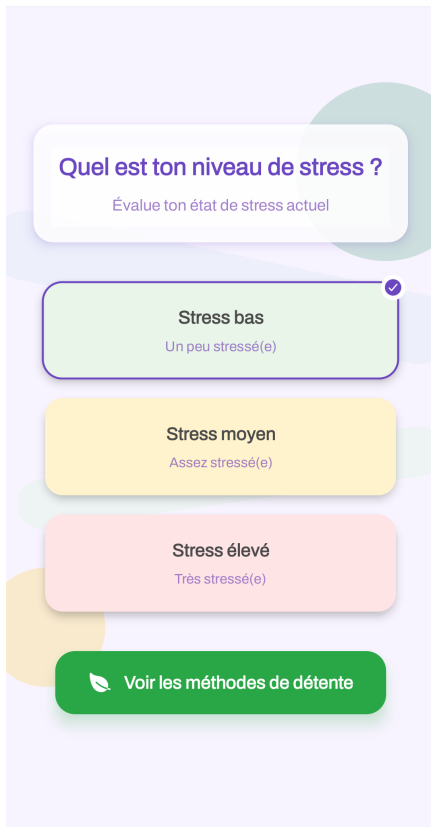 Quel est ton niveau de stress ?
Évalue ton état de stress actuel
Stress bas
Un peu stressé(e)
Stress moyen
Assez stressé(e)
Stress élevé
Très stressé(e)
Voir les méthodes de détente